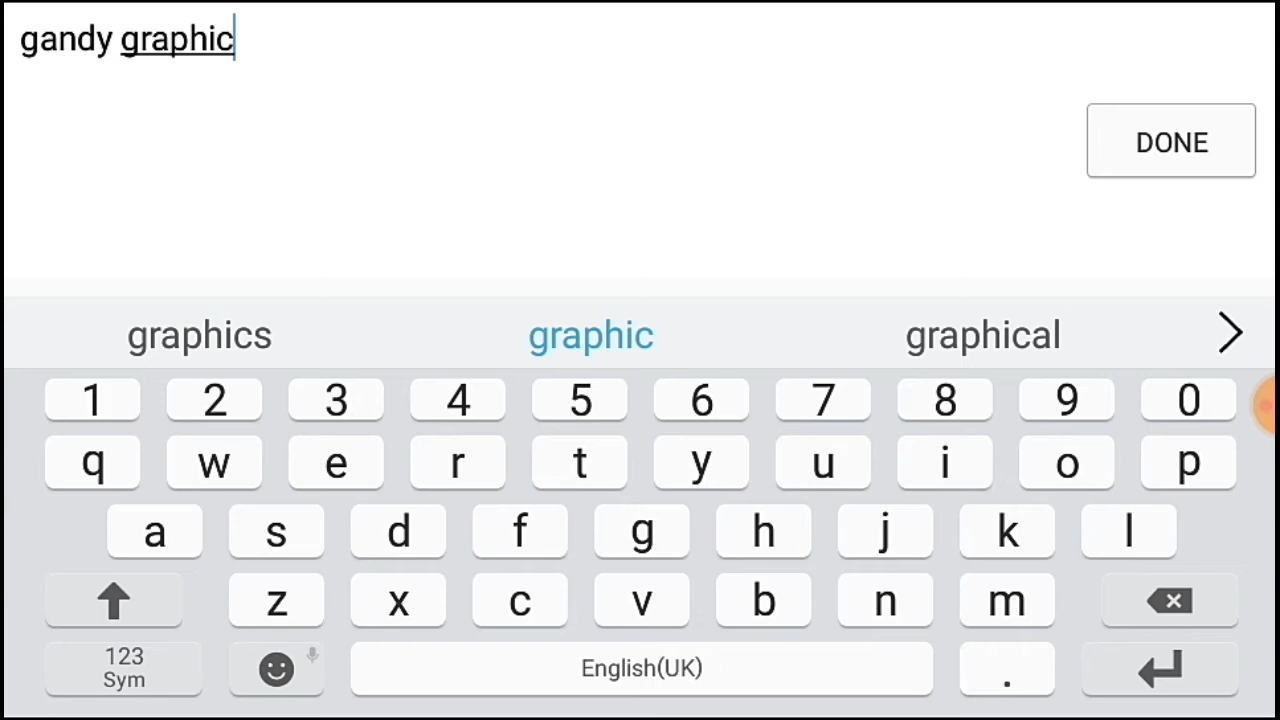 gandy graphic
DONE
graphics graphic graphical
1 2 3 4 5 6 7 8 9 0
q w e r t y u i o p
a s d f g h j k l
z x c v b n m
123
Sym
English(UK)
.